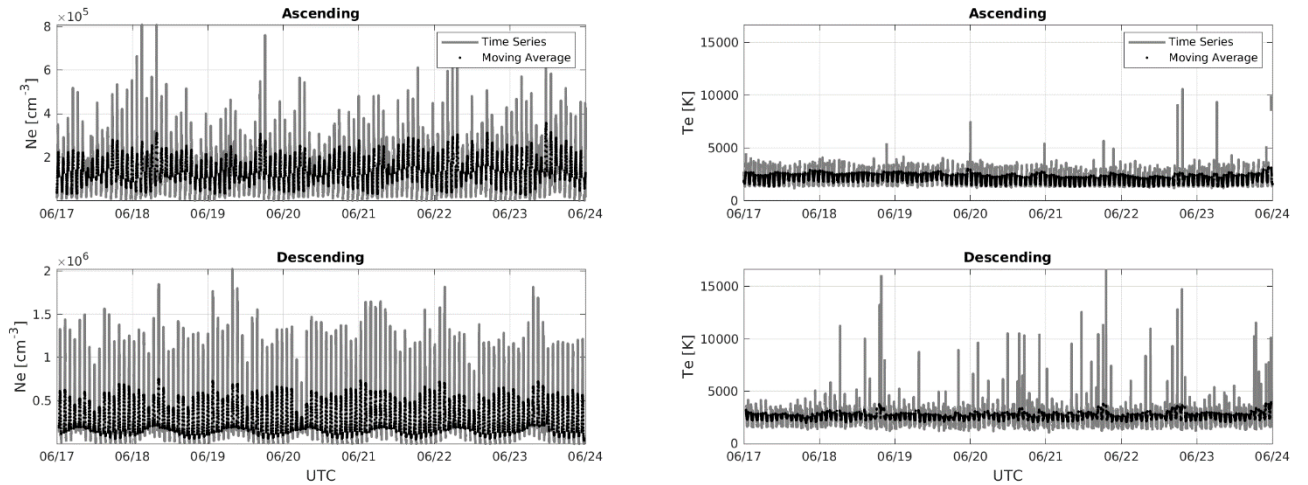 Ascending
×10⁵
Ne [cm⁻³]
8
6
4
2
Time Series
Moving Average
06/17 06/18 06/19 06/20 06/21 06/22 06/23 06/24
Ascending
Te [K]
15000
10000
5000
0
Time Series
Moving Average
06/17 06/18 06/19 06/20 06/21 06/22 06/23 06/24
Descending
×10⁶
Ne [cm⁻³]
2
1.5
1
0.5
06/17 06/18 06/19 06/20 06/21 06/22 06/23 06/24
UTC
Descending
Te [K]
15000
10000
5000
0
06/17 06/18 06/19 06/20 06/21 06/22 06/23 06/24
UTC